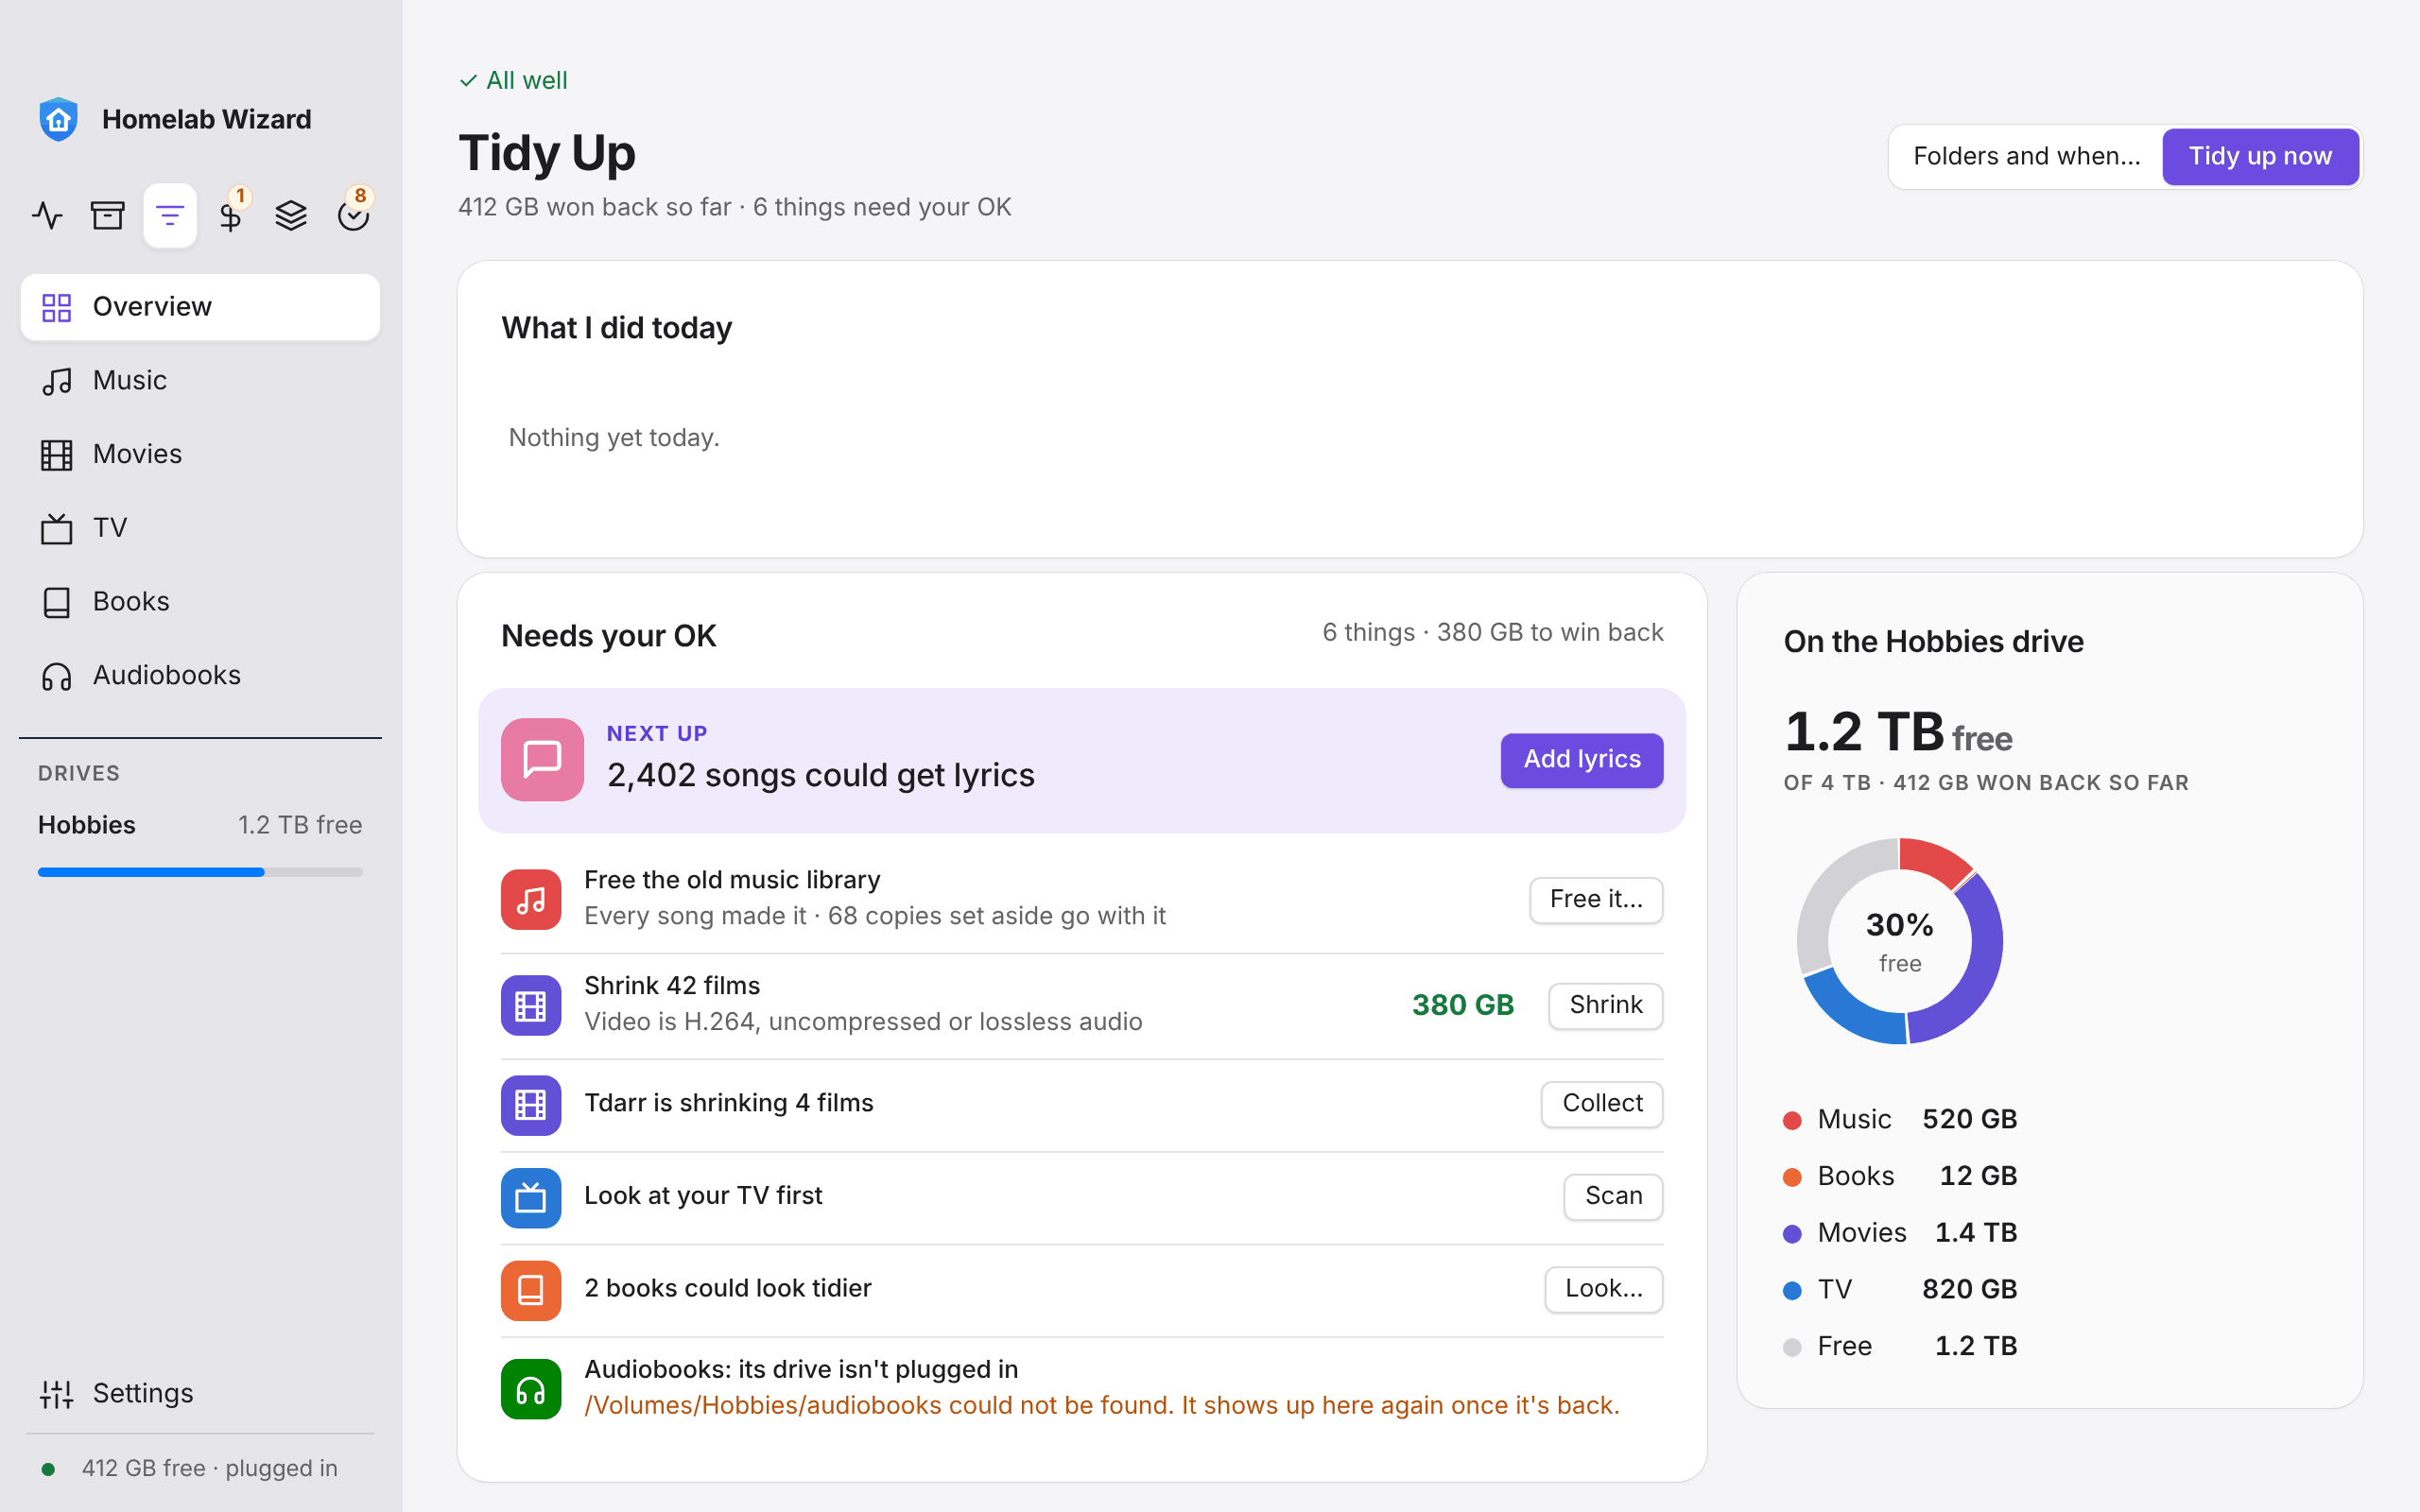 Homelab Wizard
1
8
Overview
Music
Movies
TV
Books
Audiobooks
DRIVES
Hobbies 1.2 TB free
Settings
412 GB free · plugged in
✓ All well
Tidy Up
412 GB won back so far · 6 things need your OK
Folders and when... Tidy up now
What I did today
Nothing yet today.
Needs your OK 6 things · 380 GB to win back
NEXT UP
2,402 songs could get lyrics
Add lyrics
Free the old music library
Every song made it · 68 copies set aside go with it
Free it...
Shrink 42 films
Video is H.264, uncompressed or lossless audio
380 GB Shrink
Tdarr is shrinking 4 films Collect
Look at your TV first Scan
2 books could look tidier Look...
Audiobooks: its drive isn't plugged in
/Volumes/Hobbies/audiobooks could not be found. It shows up here again once it's back.
On the Hobbies drive
1.2 TB free
OF 4 TB · 412 GB WON BACK SO FAR
30%
free
Music 520 GB
Books 12 GB
Movies 1.4 TB
TV 820 GB
Free 1.2 TB